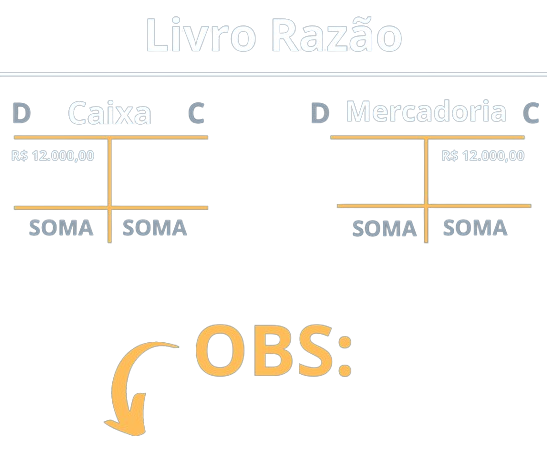 Livro Razão
D Caixa C
D Mercadoria C
R$ 12.000,00
R$ 12.000,00
SOMA SOMA
SOMA SOMA
OBS: